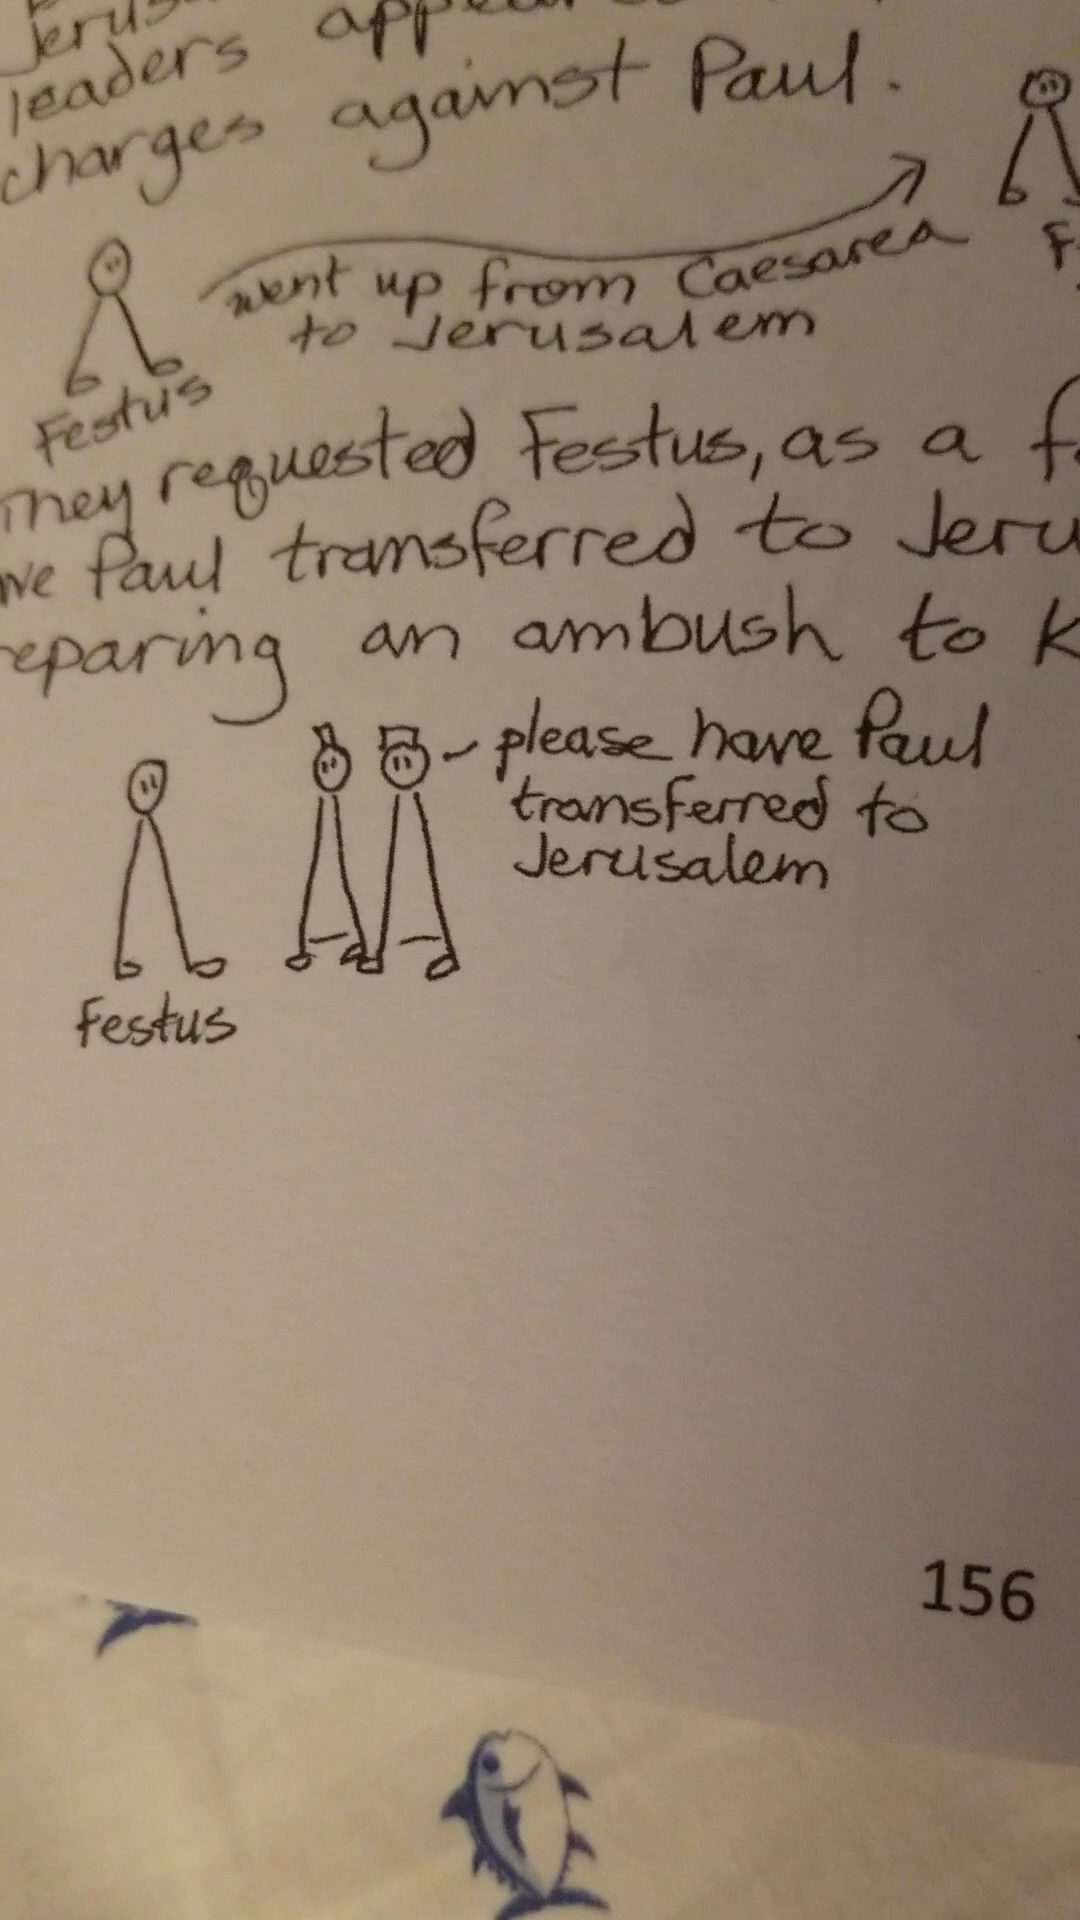 leaders
charges against Paul.
went up from Caesarea
to Jerusalem
Festus
They requested Festus, as a
Paul transferred to
an ambush to
please have Paul
transferred to
Jerusalem
Festus
156